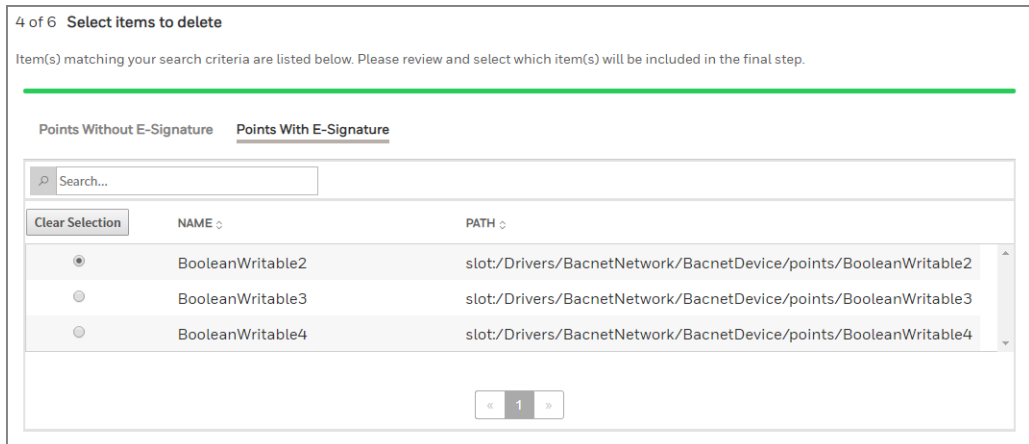 4 of 6 Select items to delete
Item(s) matching your search criteria are listed below. Please review and select which item(s) will be included in the final step.
Points Without E-Signature Points With E-Signature
Search...
Clear Selection NAME PATH
BooleanWritable2 slot:/Drivers/BacnetNetwork/BacnetDevice/points/BooleanWritable2
BooleanWritable3 slot:/Drivers/BacnetNetwork/BacnetDevice/points/BooleanWritable3
BooleanWritable4 slot:/Drivers/BacnetNetwork/BacnetDevice/points/BooleanWritable4
« 1 »